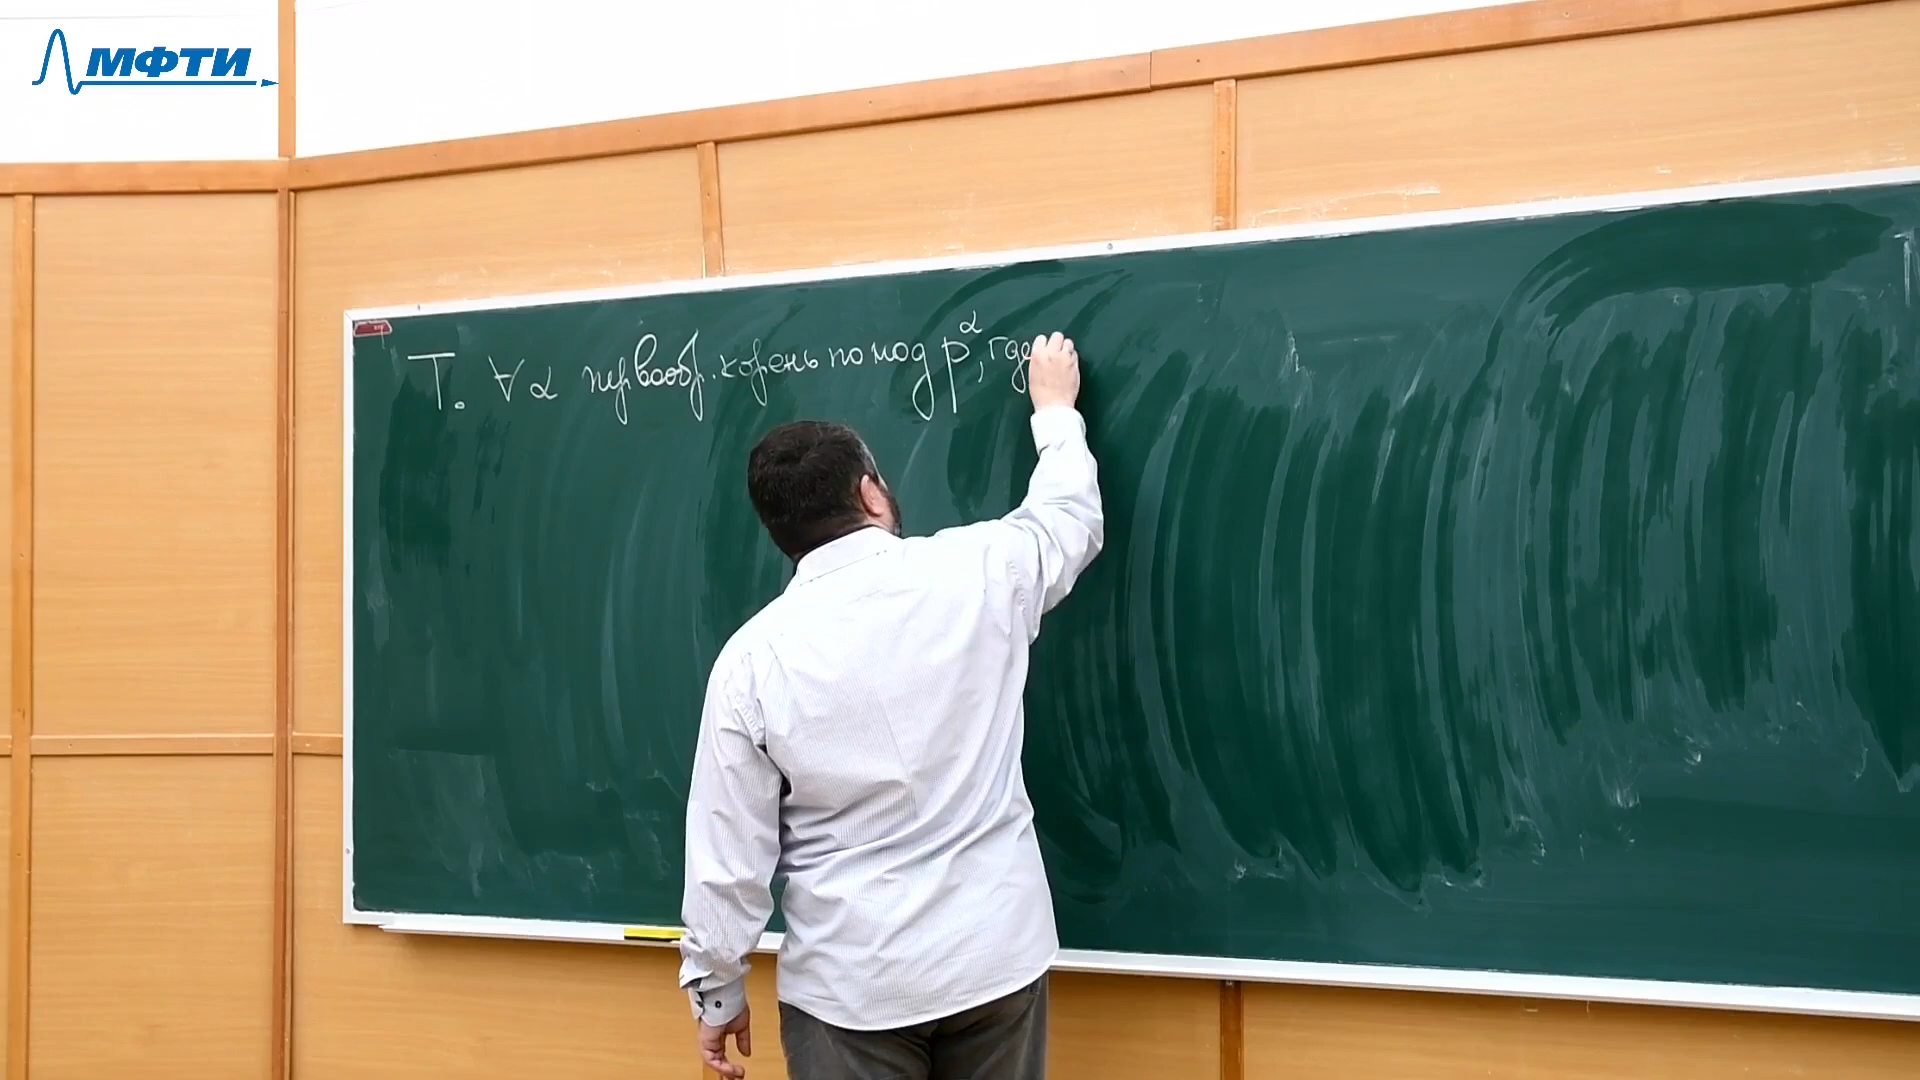 МФТИ
T. ∀α первообр. корень по мод p^α, где